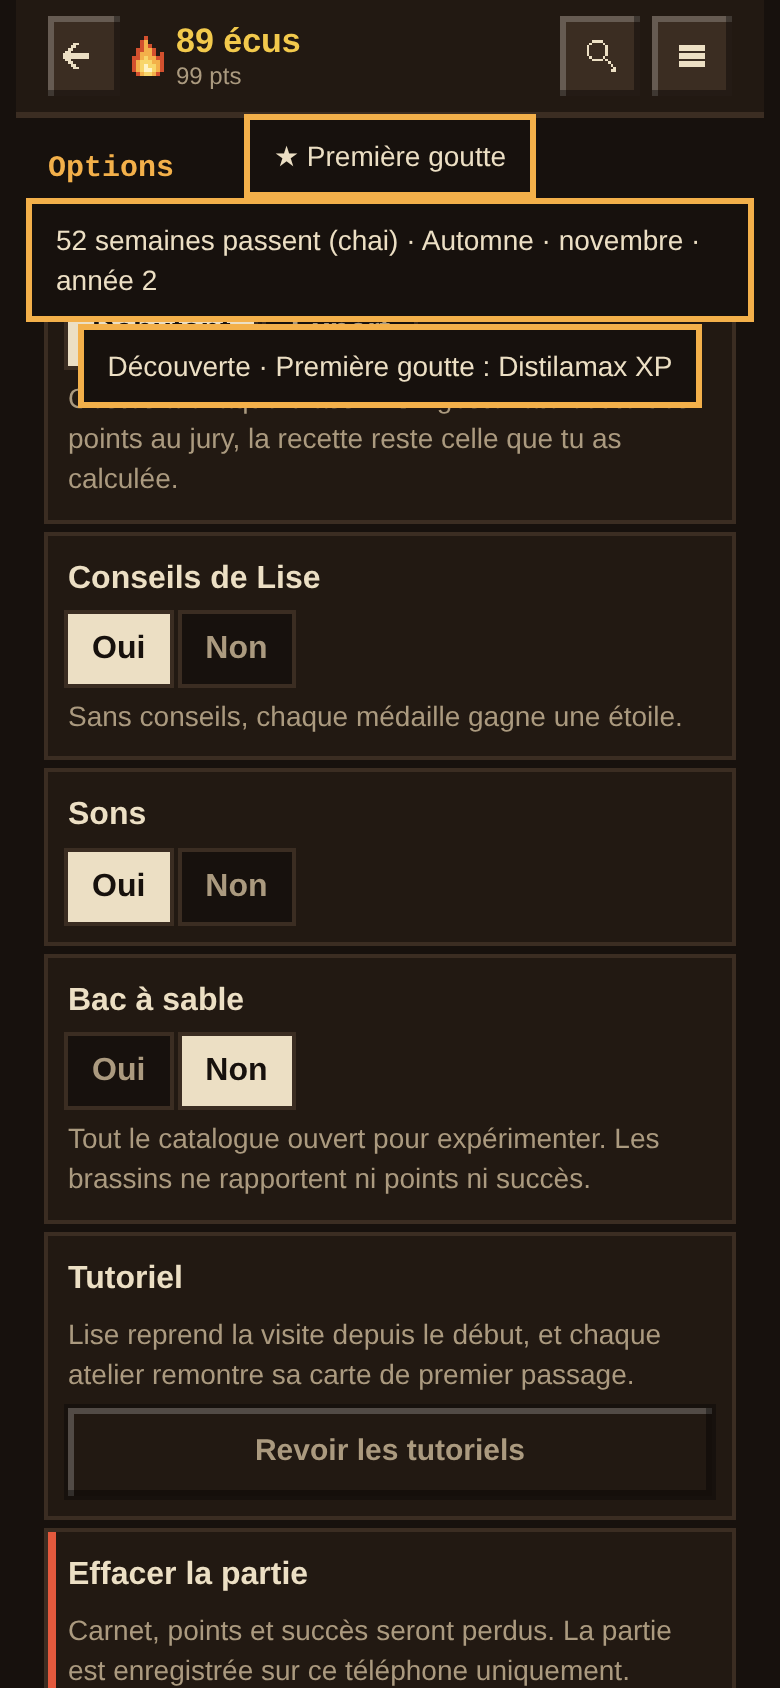 89 écus
99 pts
Options
★ Première goutte
52 semaines passent (chai) · Automne · novembre ·
année 2
Découverte · Première goutte : Distilamax XP
points au jury, la recette reste celle que tu as
calculée.
Conseils de Lise
Oui Non
Sans conseils, chaque médaille gagne une étoile.
Sons
Oui Non
Bac à sable
Oui Non
Tout le catalogue ouvert pour expérimenter. Les
brassins ne rapportent ni points ni succès.
Tutoriel
Lise reprend la visite depuis le début, et chaque
atelier remontre sa carte de premier passage.
Revoir les tutoriels
Effacer la partie
Carnet, points et succès seront perdus. La partie
est enregistrée sur ce téléphone uniquement.